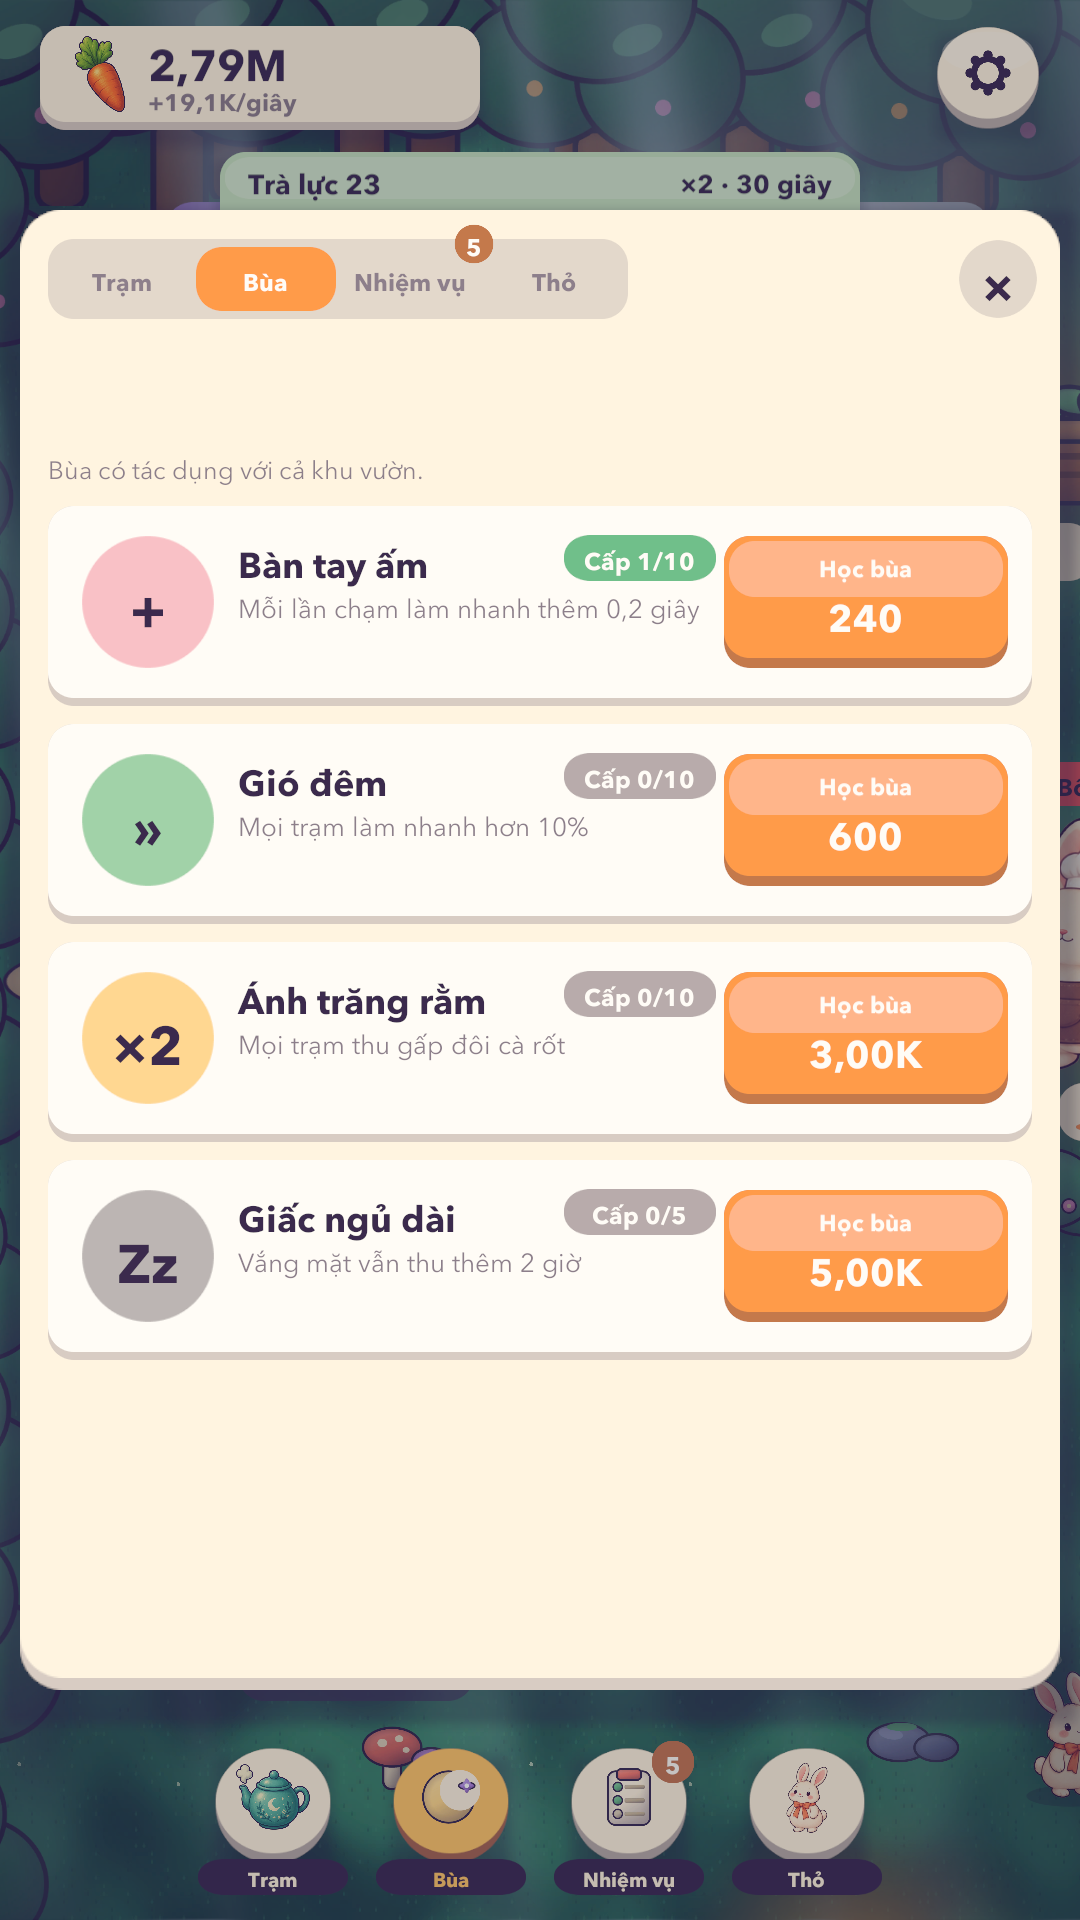 2,79M
+19,1K/giây
Trà lực 23
×2 · 30 giây
Trạm
Bùa
Nhiệm vụ
5
Thỏ
×
Bùa có tác dụng với cả khu vườn.
+
Bàn tay ấm
Cấp 1/10
Mỗi lần chạm làm nhanh thêm 0,2 giây
Học bùa
240
»
Gió đêm
Cấp 0/10
Mọi trạm làm nhanh hơn 10%
Học bùa
600
×2
Ánh trăng rằm
Cấp 0/10
Mọi trạm thu gấp đôi cà rốt
Học bùa
3,00K
Zz
Giấc ngủ dài
Cấp 0/5
Vắng mặt vẫn thu thêm 2 giờ
Học bùa
5,00K
5
Trạm
Bùa
Nhiệm vụ
Thỏ